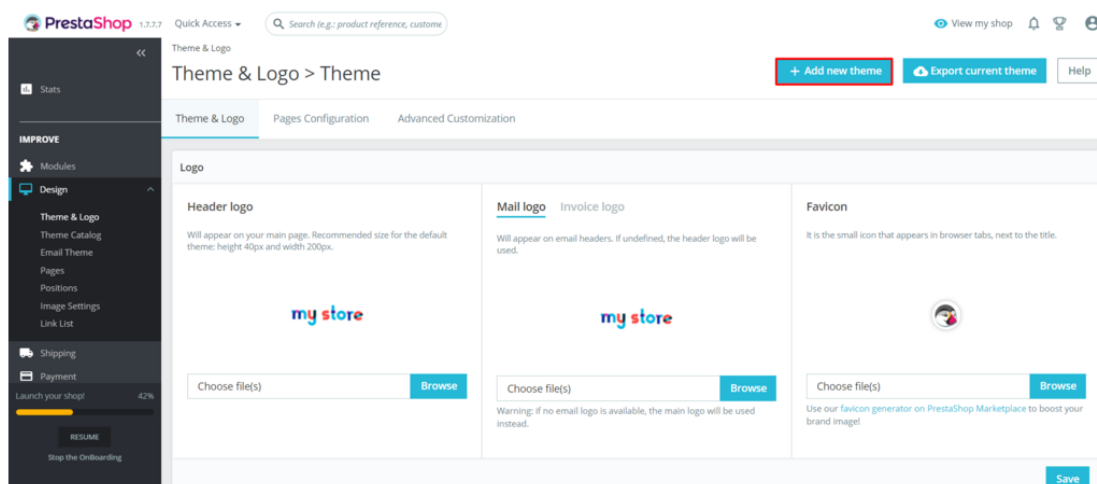 PrestaShop 1.7.7.7 Quick Access Search (e.g.: product reference, custome View my shop
Theme & Logo
Theme & Logo > Theme
+ Add new theme
Export current theme
Help
Stats
IMPROVE
Modules
Design
Theme & Logo
Theme Catalog
Email Theme
Pages
Positions
Image Settings
Link List
Shipping
Payment
Launch your shop! 42%
RESUME
Stop the OnBoarding
Theme & Logo Pages Configuration Advanced Customization
Logo
Header logo
Will appear on your main page. Recommended size for the default
theme: height 40px and width 200px.
my store
Choose file(s) Browse
Mail logo Invoice logo
Will appear on email headers. If undefined, the header logo will be
used.
my store
Choose file(s) Browse
Warning: if no email logo is available, the main logo will be used
instead.
Favicon
It is the small icon that appears in browser tabs, next to the title.
Choose file(s) Browse
Use our favicon generator on PrestaShop Marketplace to boost your
brand image!
Save